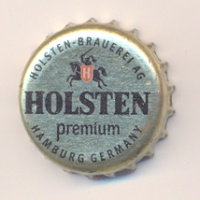 HOLSTEN-BRAUEREI AG
H
HOLSTEN
premium
HAMBURG GERMANY